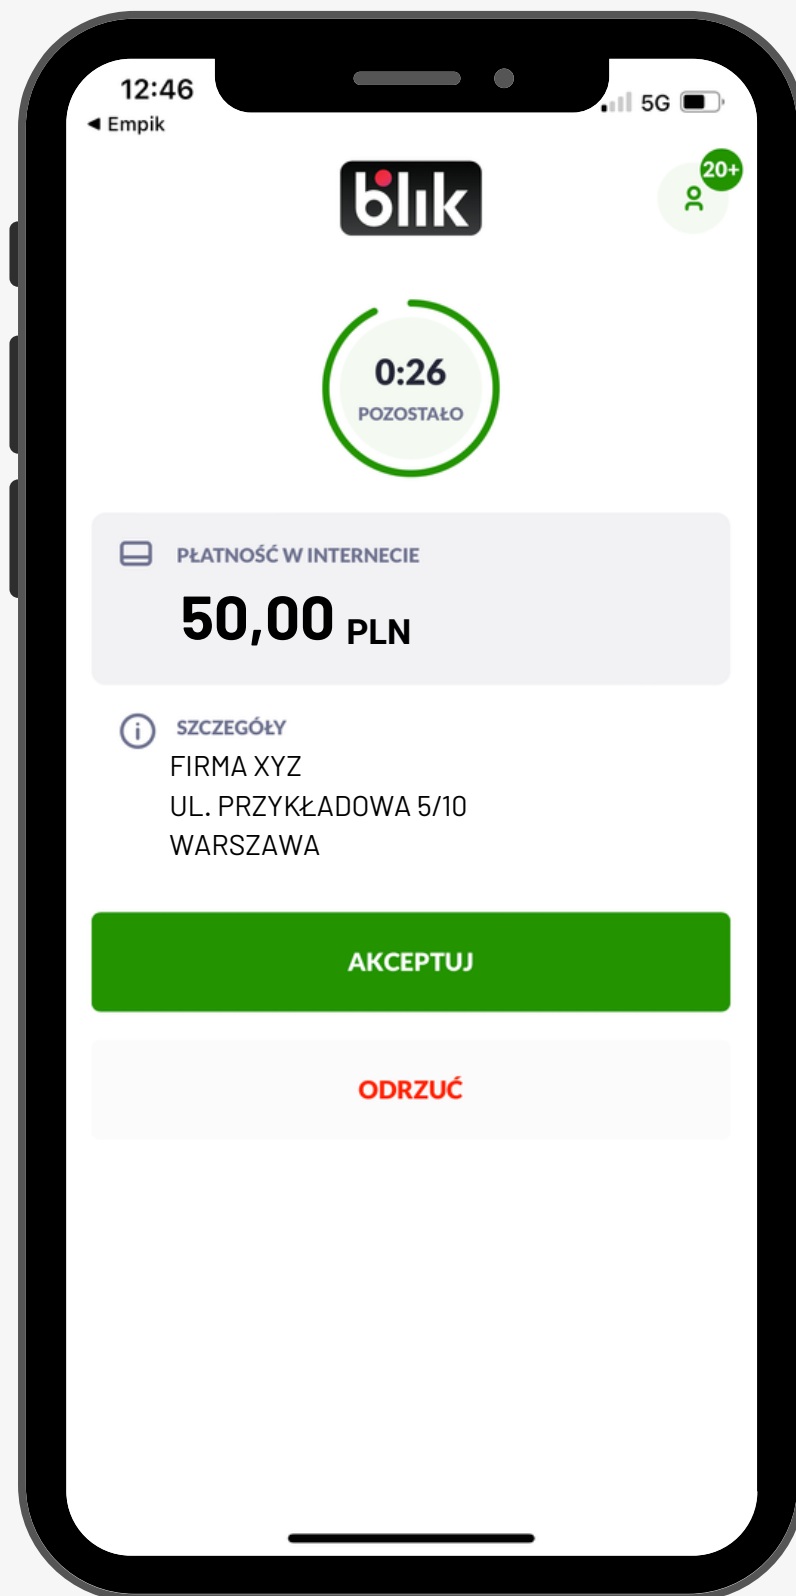 12:46
5G
◀ Empik
blik
20+
0:26
POZOSTAŁO
PŁATNOŚĆ W INTERNECIE
50,00 PLN
SZCZEGÓŁY
FIRMA XYZ
UL. PRZYKŁADOWA 5/10
WARSZAWA
AKCEPTUJ
ODRZUĆ